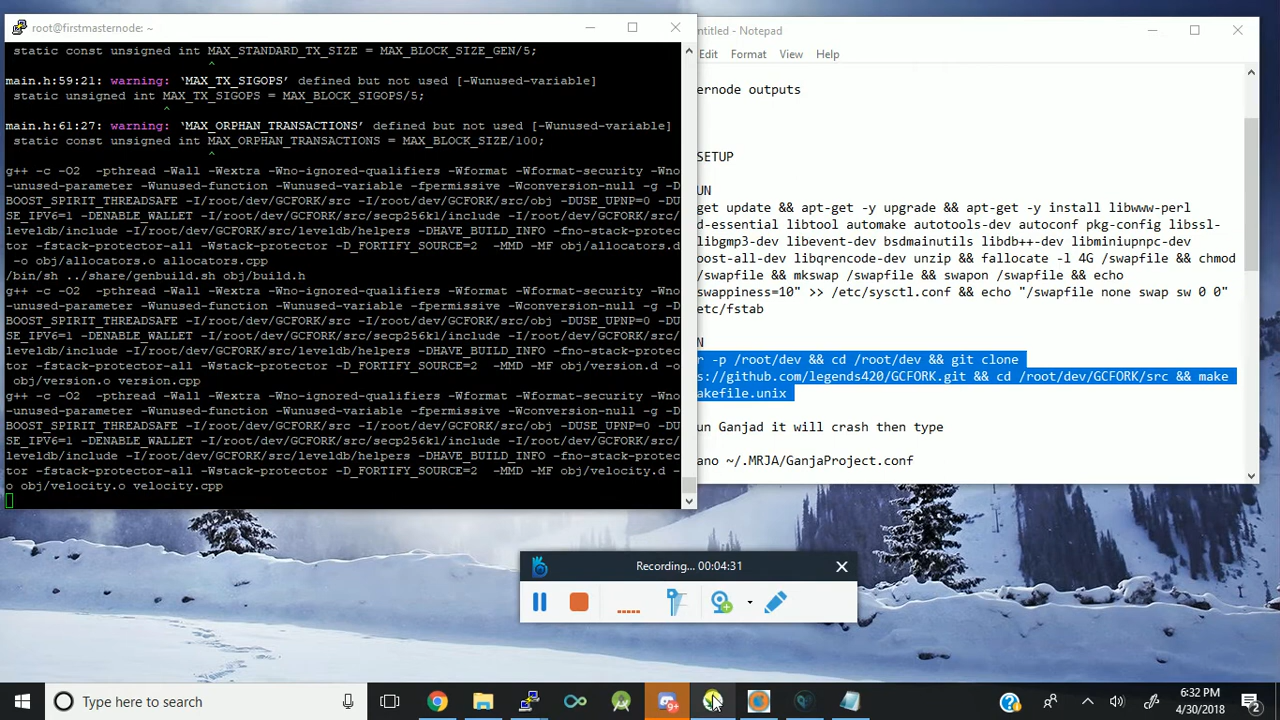 root@firstmasternode: ~
static const unsigned int MAX_STANDARD_TX_SIZE = MAX_BLOCK_SIZE_GEN/5;
^
main.h:59:21: warning: ‘MAX_TX_SIGOPS’ defined but not used [-Wunused-variable]
static unsigned int MAX_TX_SIGOPS = MAX_BLOCK_SIGOPS/5;
^
main.h:61:27: warning: ‘MAX_ORPHAN_TRANSACTIONS’ defined but not used [-Wunused-variable]
static const unsigned int MAX_ORPHAN_TRANSACTIONS = MAX_BLOCK_SIZE/100;
^
g++ -c -O2  -pthread -Wall -Wextra -Wno-ignored-qualifiers -Wformat -Wformat-security -Wno
-unused-parameter -Wunused-function -Wunused-variable -fpermissive -Wconversion-null -g -D
BOOST_SPIRIT_THREADSAFE -I/root/dev/GCFORK/src -I/root/dev/GCFORK/src/obj -DUSE_UPNP=0 -DU
SE_IPV6=1 -DENABLE_WALLET -I/root/dev/GCFORK/src/secp256k1/include -I/root/dev/GCFORK/src/
leveldb/include -I/root/dev/GCFORK/src/leveldb/helpers -DHAVE_BUILD_INFO -fno-stack-protec
tor -fstack-protector-all -Wstack-protector -D_FORTIFY_SOURCE=2  -MMD -MF obj/allocators.d
-o obj/allocators.o allocators.cpp
/bin/sh ../share/genbuild.sh obj/build.h
g++ -c -O2  -pthread -Wall -Wextra -Wno-ignored-qualifiers -Wformat -Wformat-security -Wno
-unused-parameter -Wunused-function -Wunused-variable -fpermissive -Wconversion-null -g -D
BOOST_SPIRIT_THREADSAFE -I/root/dev/GCFORK/src -I/root/dev/GCFORK/src/obj -DUSE_UPNP=0 -DU
SE_IPV6=1 -DENABLE_WALLET -I/root/dev/GCFORK/src/secp256k1/include -I/root/dev/GCFORK/src/
leveldb/include -I/root/dev/GCFORK/src/leveldb/helpers -DHAVE_BUILD_INFO -fno-stack-protec
tor -fstack-protector-all -Wstack-protector -D_FORTIFY_SOURCE=2  -MMD -MF obj/version.d -o
obj/version.o version.cpp
g++ -c -O2  -pthread -Wall -Wextra -Wno-ignored-qualifiers -Wformat -Wformat-security -Wno
-unused-parameter -Wunused-function -Wunused-variable -fpermissive -Wconversion-null -g -D
BOOST_SPIRIT_THREADSAFE -I/root/dev/GCFORK/src -I/root/dev/GCFORK/src/obj -DUSE_UPNP=0 -DU
SE_IPV6=1 -DENABLE_WALLET -I/root/dev/GCFORK/src/secp256k1/include -I/root/dev/GCFORK/src/
leveldb/include -I/root/dev/GCFORK/src/leveldb/helpers -DHAVE_BUILD_INFO -fno-stack-protec
tor -fstack-protector-all -Wstack-protector -D_FORTIFY_SOURCE=2  -MMD -MF obj/velocity.d -
o obj/velocity.o velocity.cpp
ntitled - Notepad
Edit Format View Help
ternode outputs
SETUP
UN
get update && apt-get -y upgrade && apt-get -y install libwww-perl
d-essential libtool automake autotools-dev autoconf pkg-config libssl-
libgmp3-dev libevent-dev bsdmainutils libdb++-dev libminiupnpc-dev
oost-all-dev libqrencode-dev unzip && fallocate -l 4G /swapfile && chmod
/swapfile && mkswap /swapfile && swapon /swapfile && echo
swappiness=10" >> /etc/sysctl.conf && echo "/swapfile none swap sw 0 0"
etc/fstab
N
r -p /root/dev && cd /root/dev && git clone
s://github.com/legends420/GCFORK.git && cd /root/dev/GCFORK/src && make
akefile.unix
un Ganjad it will crash then type
ano ~/.MRJA/GanjaProject.conf
Recording... 00:04:31
Type here to search
6:32 PM
4/30/2018
2